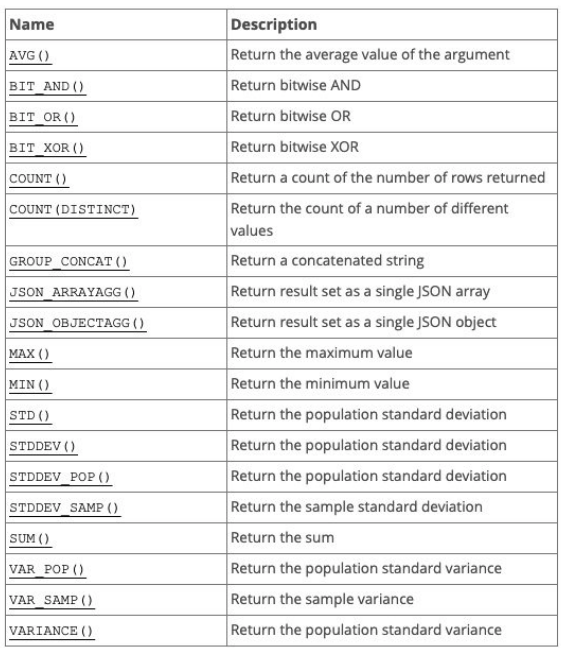 Name Description
AVG() Return the average value of the argument
BIT_AND() Return bitwise AND
BIT_OR() Return bitwise OR
BIT_XOR() Return bitwise XOR
COUNT() Return a count of the number of rows returned
COUNT(DISTINCT) Return the count of a number of different
values
GROUP_CONCAT() Return a concatenated string
JSON_ARRAYAGG() Return result set as a single JSON array
JSON_OBJECTAGG() Return result set as a single JSON object
MAX() Return the maximum value
MIN() Return the minimum value
STD() Return the population standard deviation
STDDEV() Return the population standard deviation
STDDEV_POP() Return the population standard deviation
STDDEV_SAMP() Return the sample standard deviation
SUM() Return the sum
VAR_POP() Return the population standard variance
VAR_SAMP() Return the sample variance
VARIANCE() Return the population standard variance